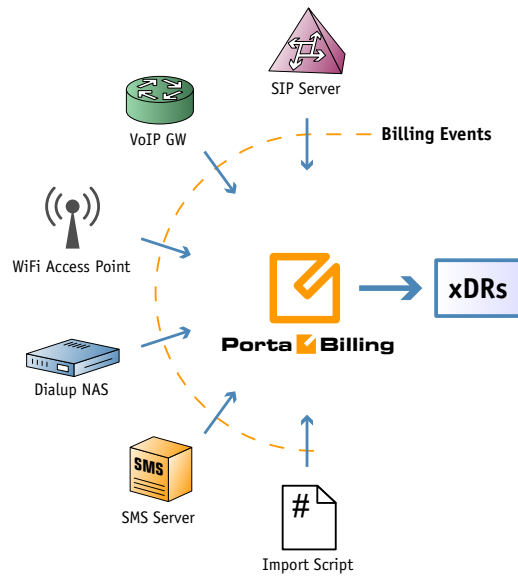 SIP Server
VoIP GW
Billing Events
WiFi Access Point
xDRs
Porta Billing
Dialup NAS
SMS
SMS Server
#
Import Script